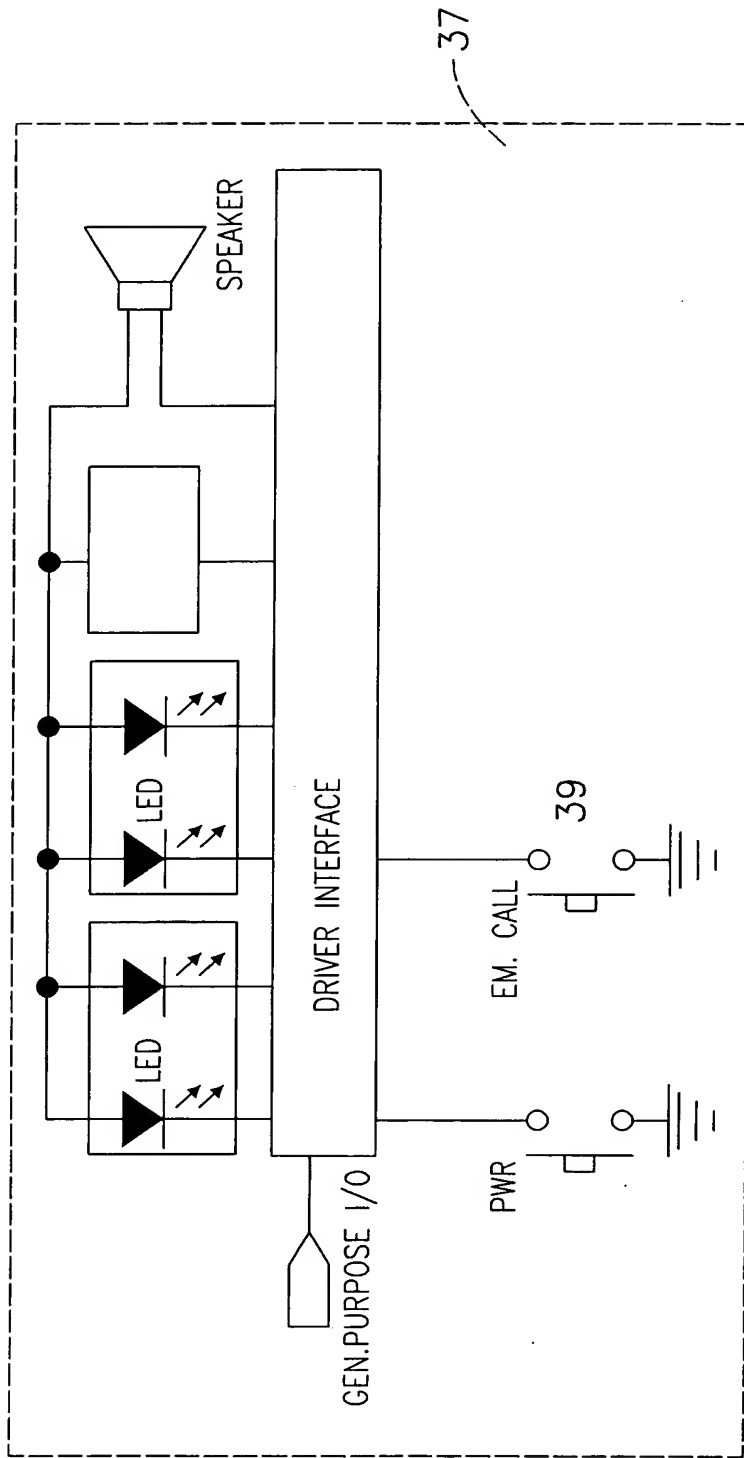 37
SPEAKER
LED
LED
DRIVER INTERFACE
GEN.PURPOSE I/O
39
EM. CALL
PWR